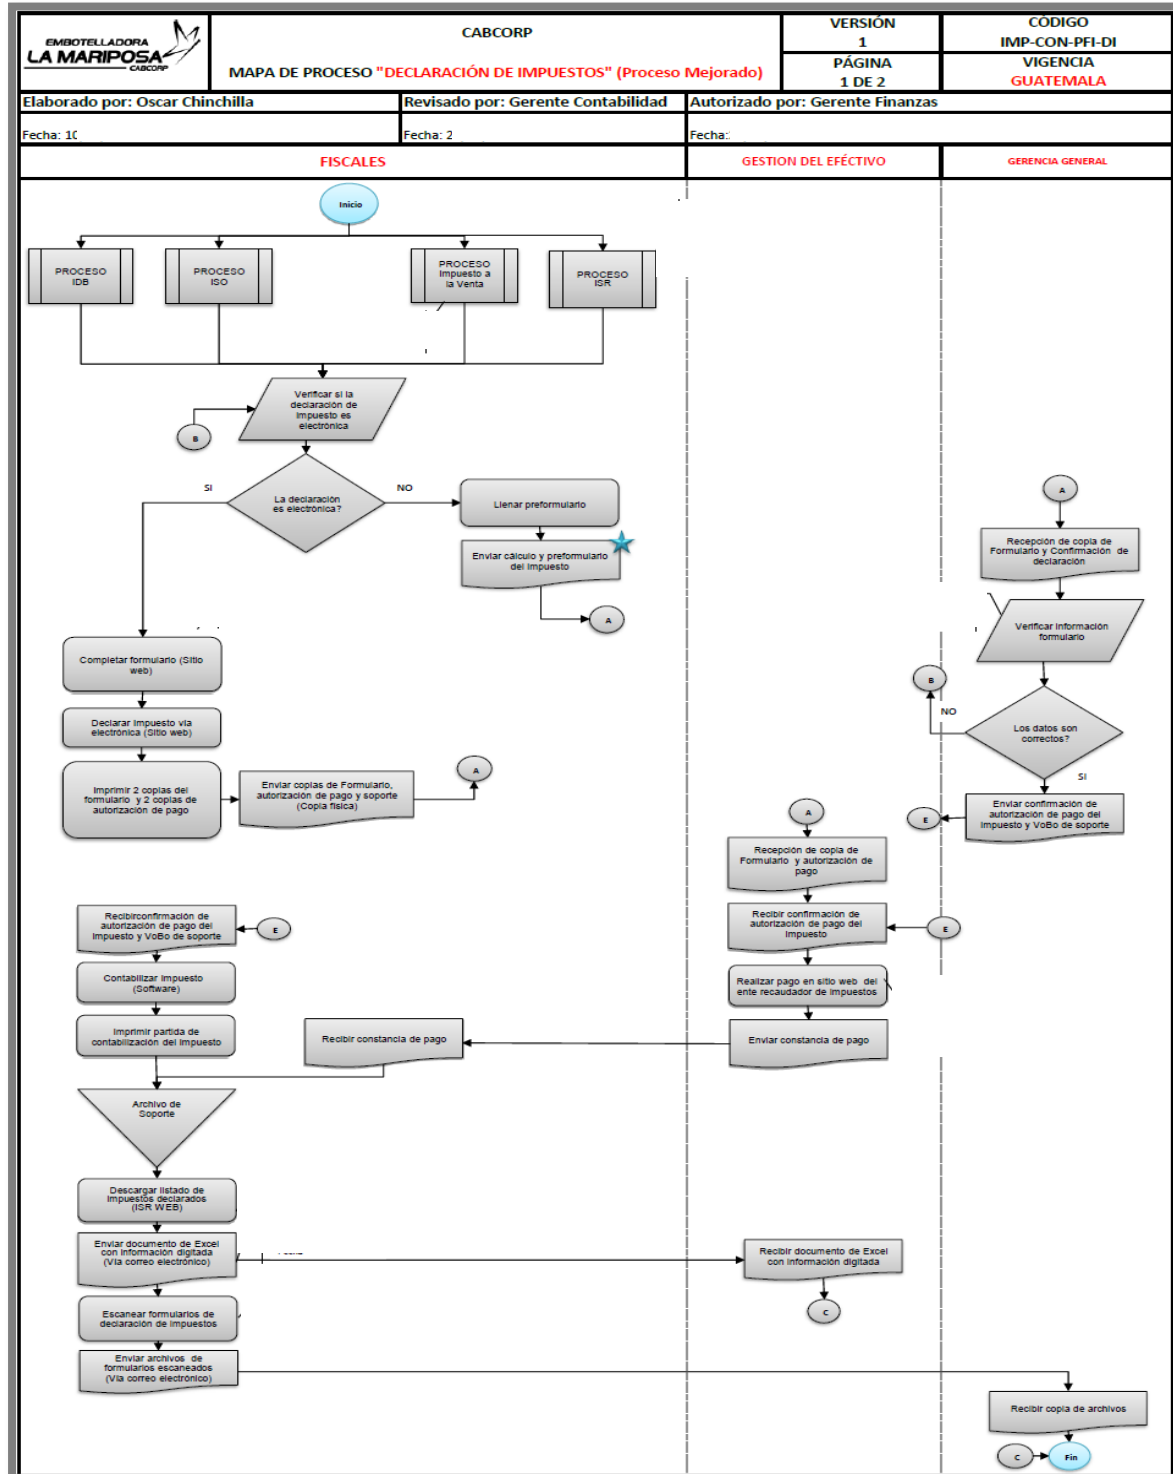 EMBOTELLADORA
LA MARIPOSA
CABCORP
CABCORP
MAPA DE PROCESO "DECLARACIÓN DE IMPUESTOS" (Proceso Mejorado)
VERSIÓN
1
PÁGINA
1 DE 2
CÓDIGO
IMP-CON-PFI-DI
VIGENCIA
GUATEMALA
Elaborado por: Oscar Chinchilla
Revisado por: Gerente Contabilidad
Autorizado por: Gerente Finanzas
Fecha: 10
Fecha: 2
Fecha:
FISCALES
GESTION DEL EFÉCTIVO
GERENCIA GENERAL
Inicio
PROCESO
IDB
PROCESO
ISO
PROCESO
Impuesto a
la Venta
PROCESO
ISR
Verificar si la
declaración de
impuesto es
electrónica
B
La declaración
es electrónica?
SI
NO
Llenar preformulario
Enviar cálculo y preformulario
del impuesto
A
A
Recepción de copia de
Formulario y Confirmación de
declaración
Verificar información
formulario
B
NO
Los datos son
correctos?
SI
Enviar confirmación de
autorización de pago del
impuesto y VoBo de soporte
E
Completar formulario (Sitio
web)
Declarar impuesto vía
electrónica (Sitio web)
Imprimir 2 copias del
formulario y 2 copias de
autorización de pago
Enviar copias de Formulario,
autorización de pago y soporte
(Copia física)
A
A
Recepción de copia de
Formulario y autorización de
pago
Recibir confirmación de
autorización de pago del
impuesto
E
Realizar pago en sitio web del
ente recaudador de impuestos
Enviar constancia de pago
Recibirconfirmación de
autorización de pago del
impuesto y VoBo de soporte
E
Contabilizar impuesto
(Software)
Imprimir partida de
contabilización del impuesto
Recibir constancia de pago
Archivo de
Soporte
Descargar listado de
impuestos declarados
(ISR WEB)
Enviar documento de Excel
con información digitada
(Vía correo electrónico)
Recibir documento de Excel
con información digitada
C
Escanear formularios de
declaración de impuestos
Enviar archivos de
formularios escaneados
(Vía correo electrónico)
Recibir copia de archivos
C
Fin